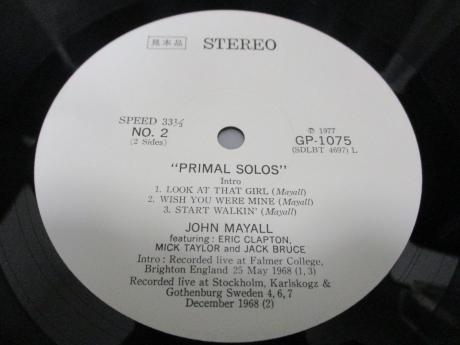 見本品 STEREO
SPEED 33⅓
NO. 2
(2 Sides)
℗ 1977
GP-1075
(SDLBT 4697) L
"PRIMAL SOLOS"
Intro
1. LOOK AT THAT GIRL (Mayall)
2. WISH YOU WERE MINE (Mayall)
3. START WALKIN' (Mayall)
JOHN MAYALL
featuring : ERIC CLAPTON,
MICK TAYLOR and JACK BRUCE
Intro : Recorded live at Falmer College,
Brighton England 25 May 1968 (1, 3)
Recorded live at Stockholm, Karlskogz &
Gothenburg Sweden 4, 6, 7
December 1968 (2)